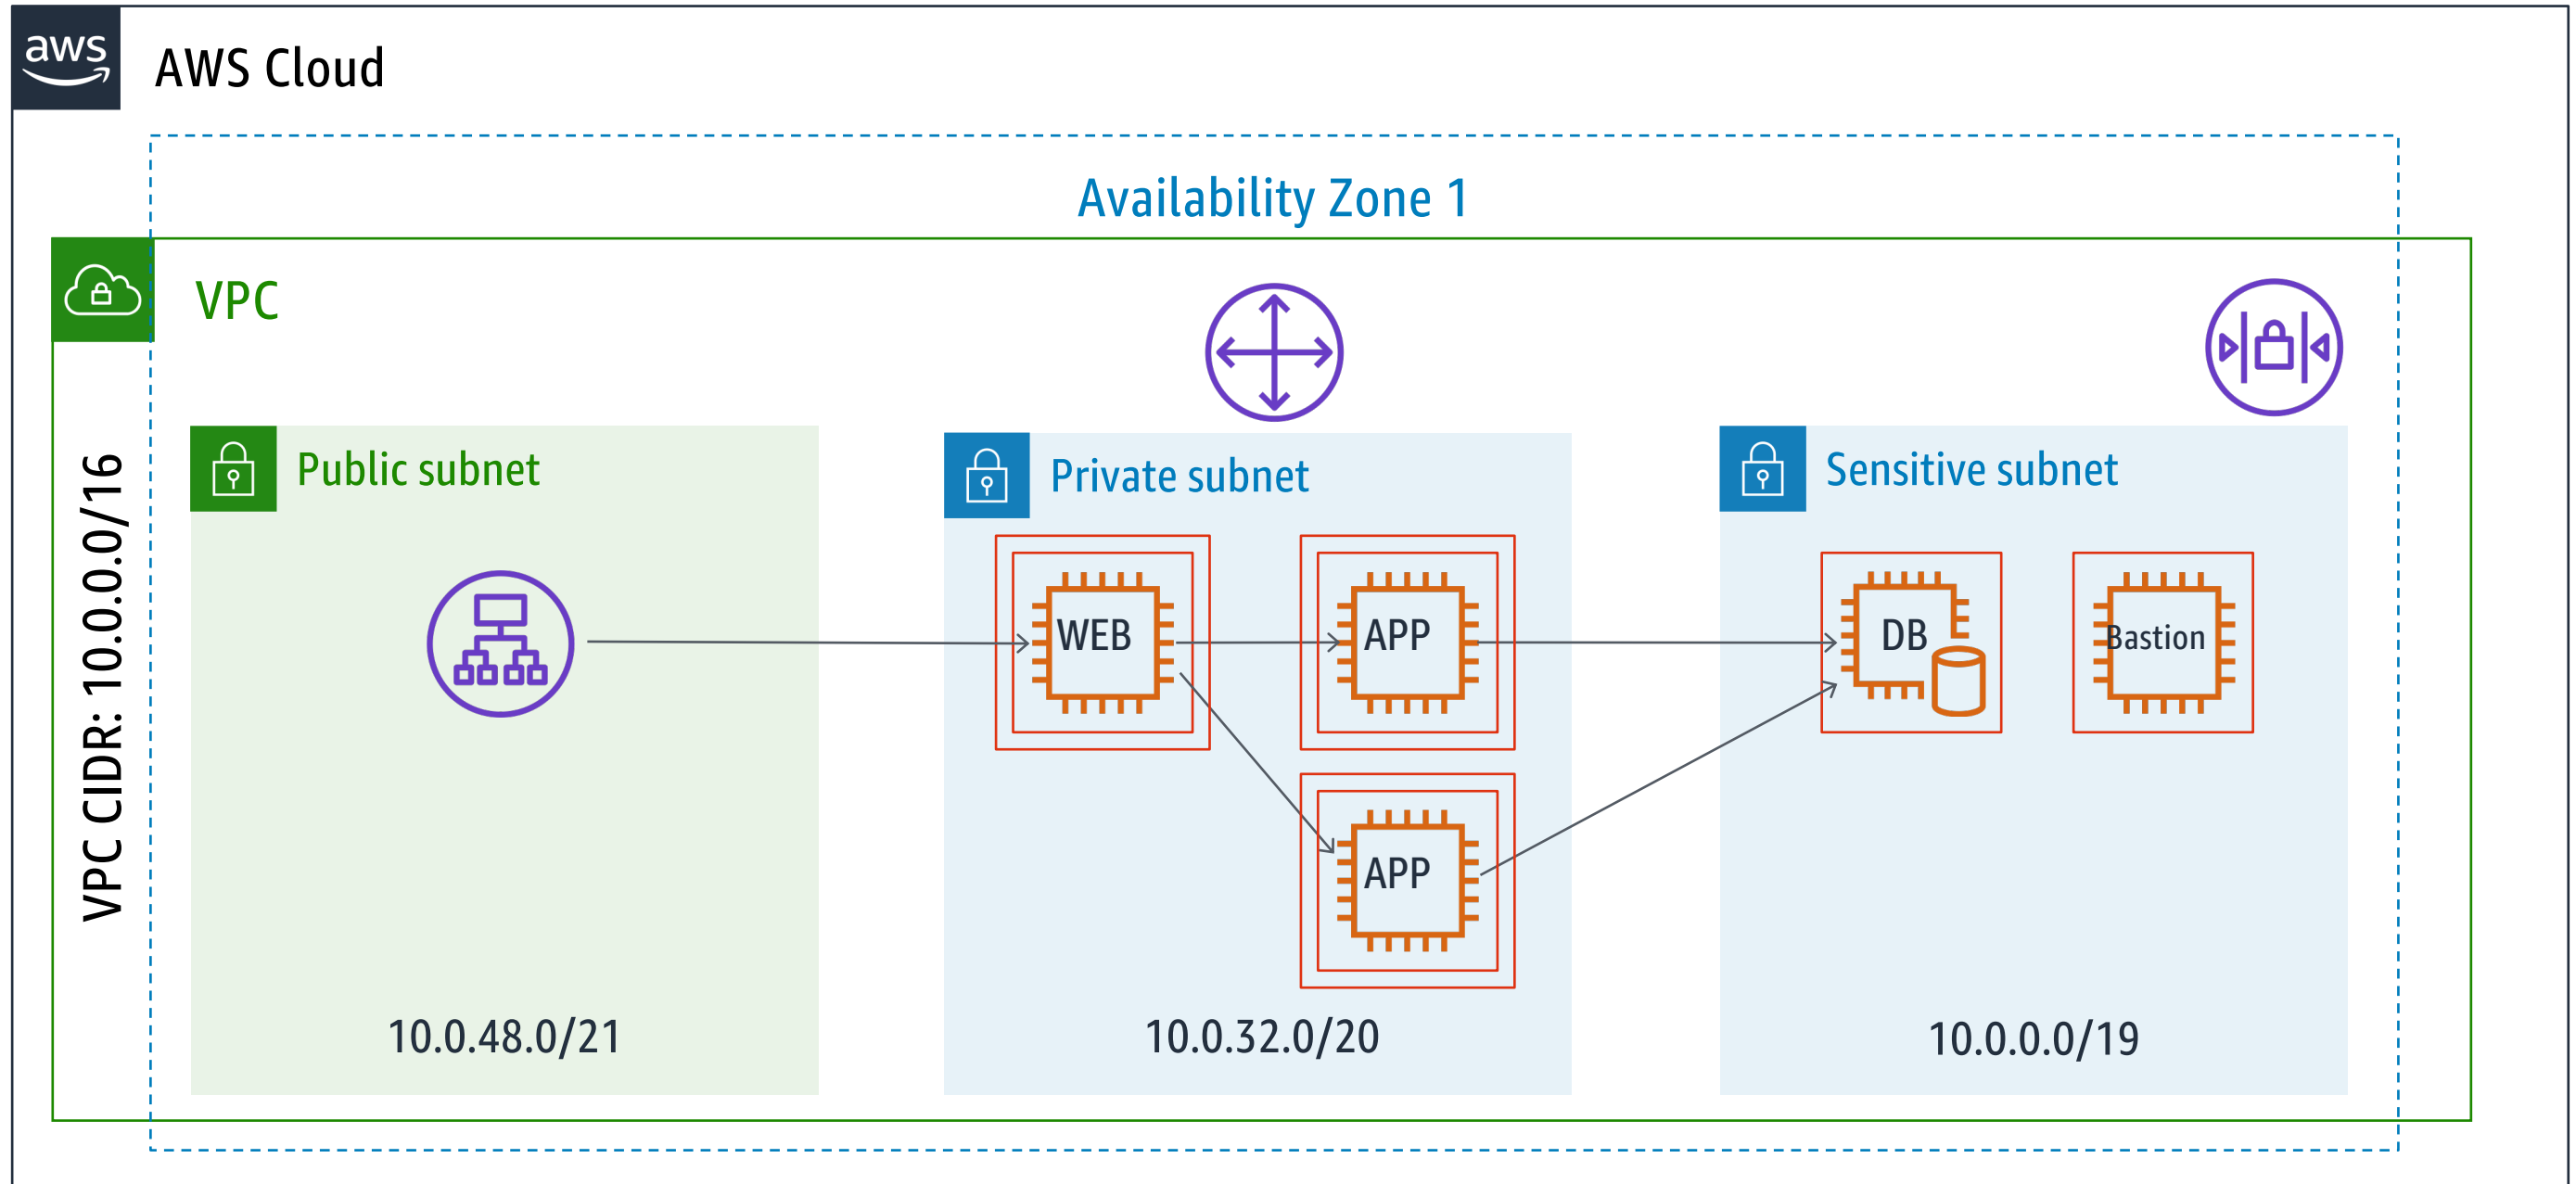 aws
AWS Cloud
Availability Zone 1
VPC
VPC CIDR: 10.0.0.0/16
Public subnet
10.0.48.0/21
Private subnet
WEB
APP
APP
10.0.32.0/20
Sensitive subnet
DB
Bastion
10.0.0.0/19